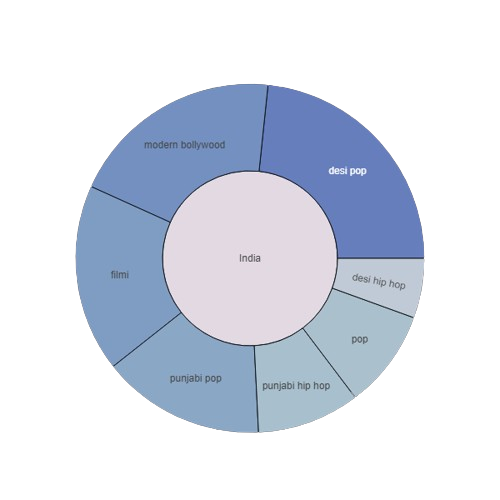 modern bollywood
desi pop
India
filmi
desi hip hop
pop
punjabi pop
punjabi hip hop